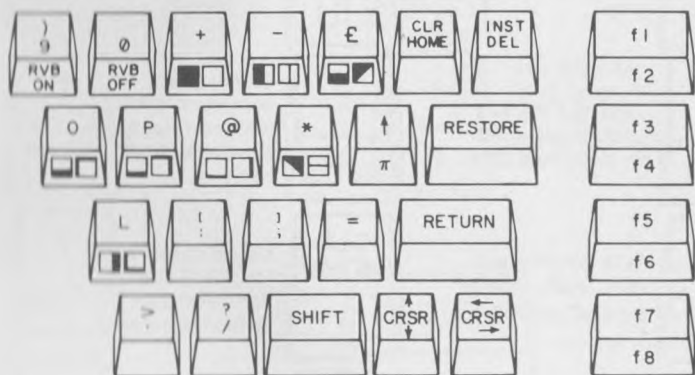 )
9
RVB
ON
0
RVB
OFF
+
-
£
CLR
HOME
INST
DEL
f1
f2
O
P
@
*
↑
π
RESTORE
f3
f4
L
[
:
]
;
=
RETURN
f5
f6
>
.
?
/
SHIFT
↑
CRSR
↓
←
CRSR
→
f7
f8